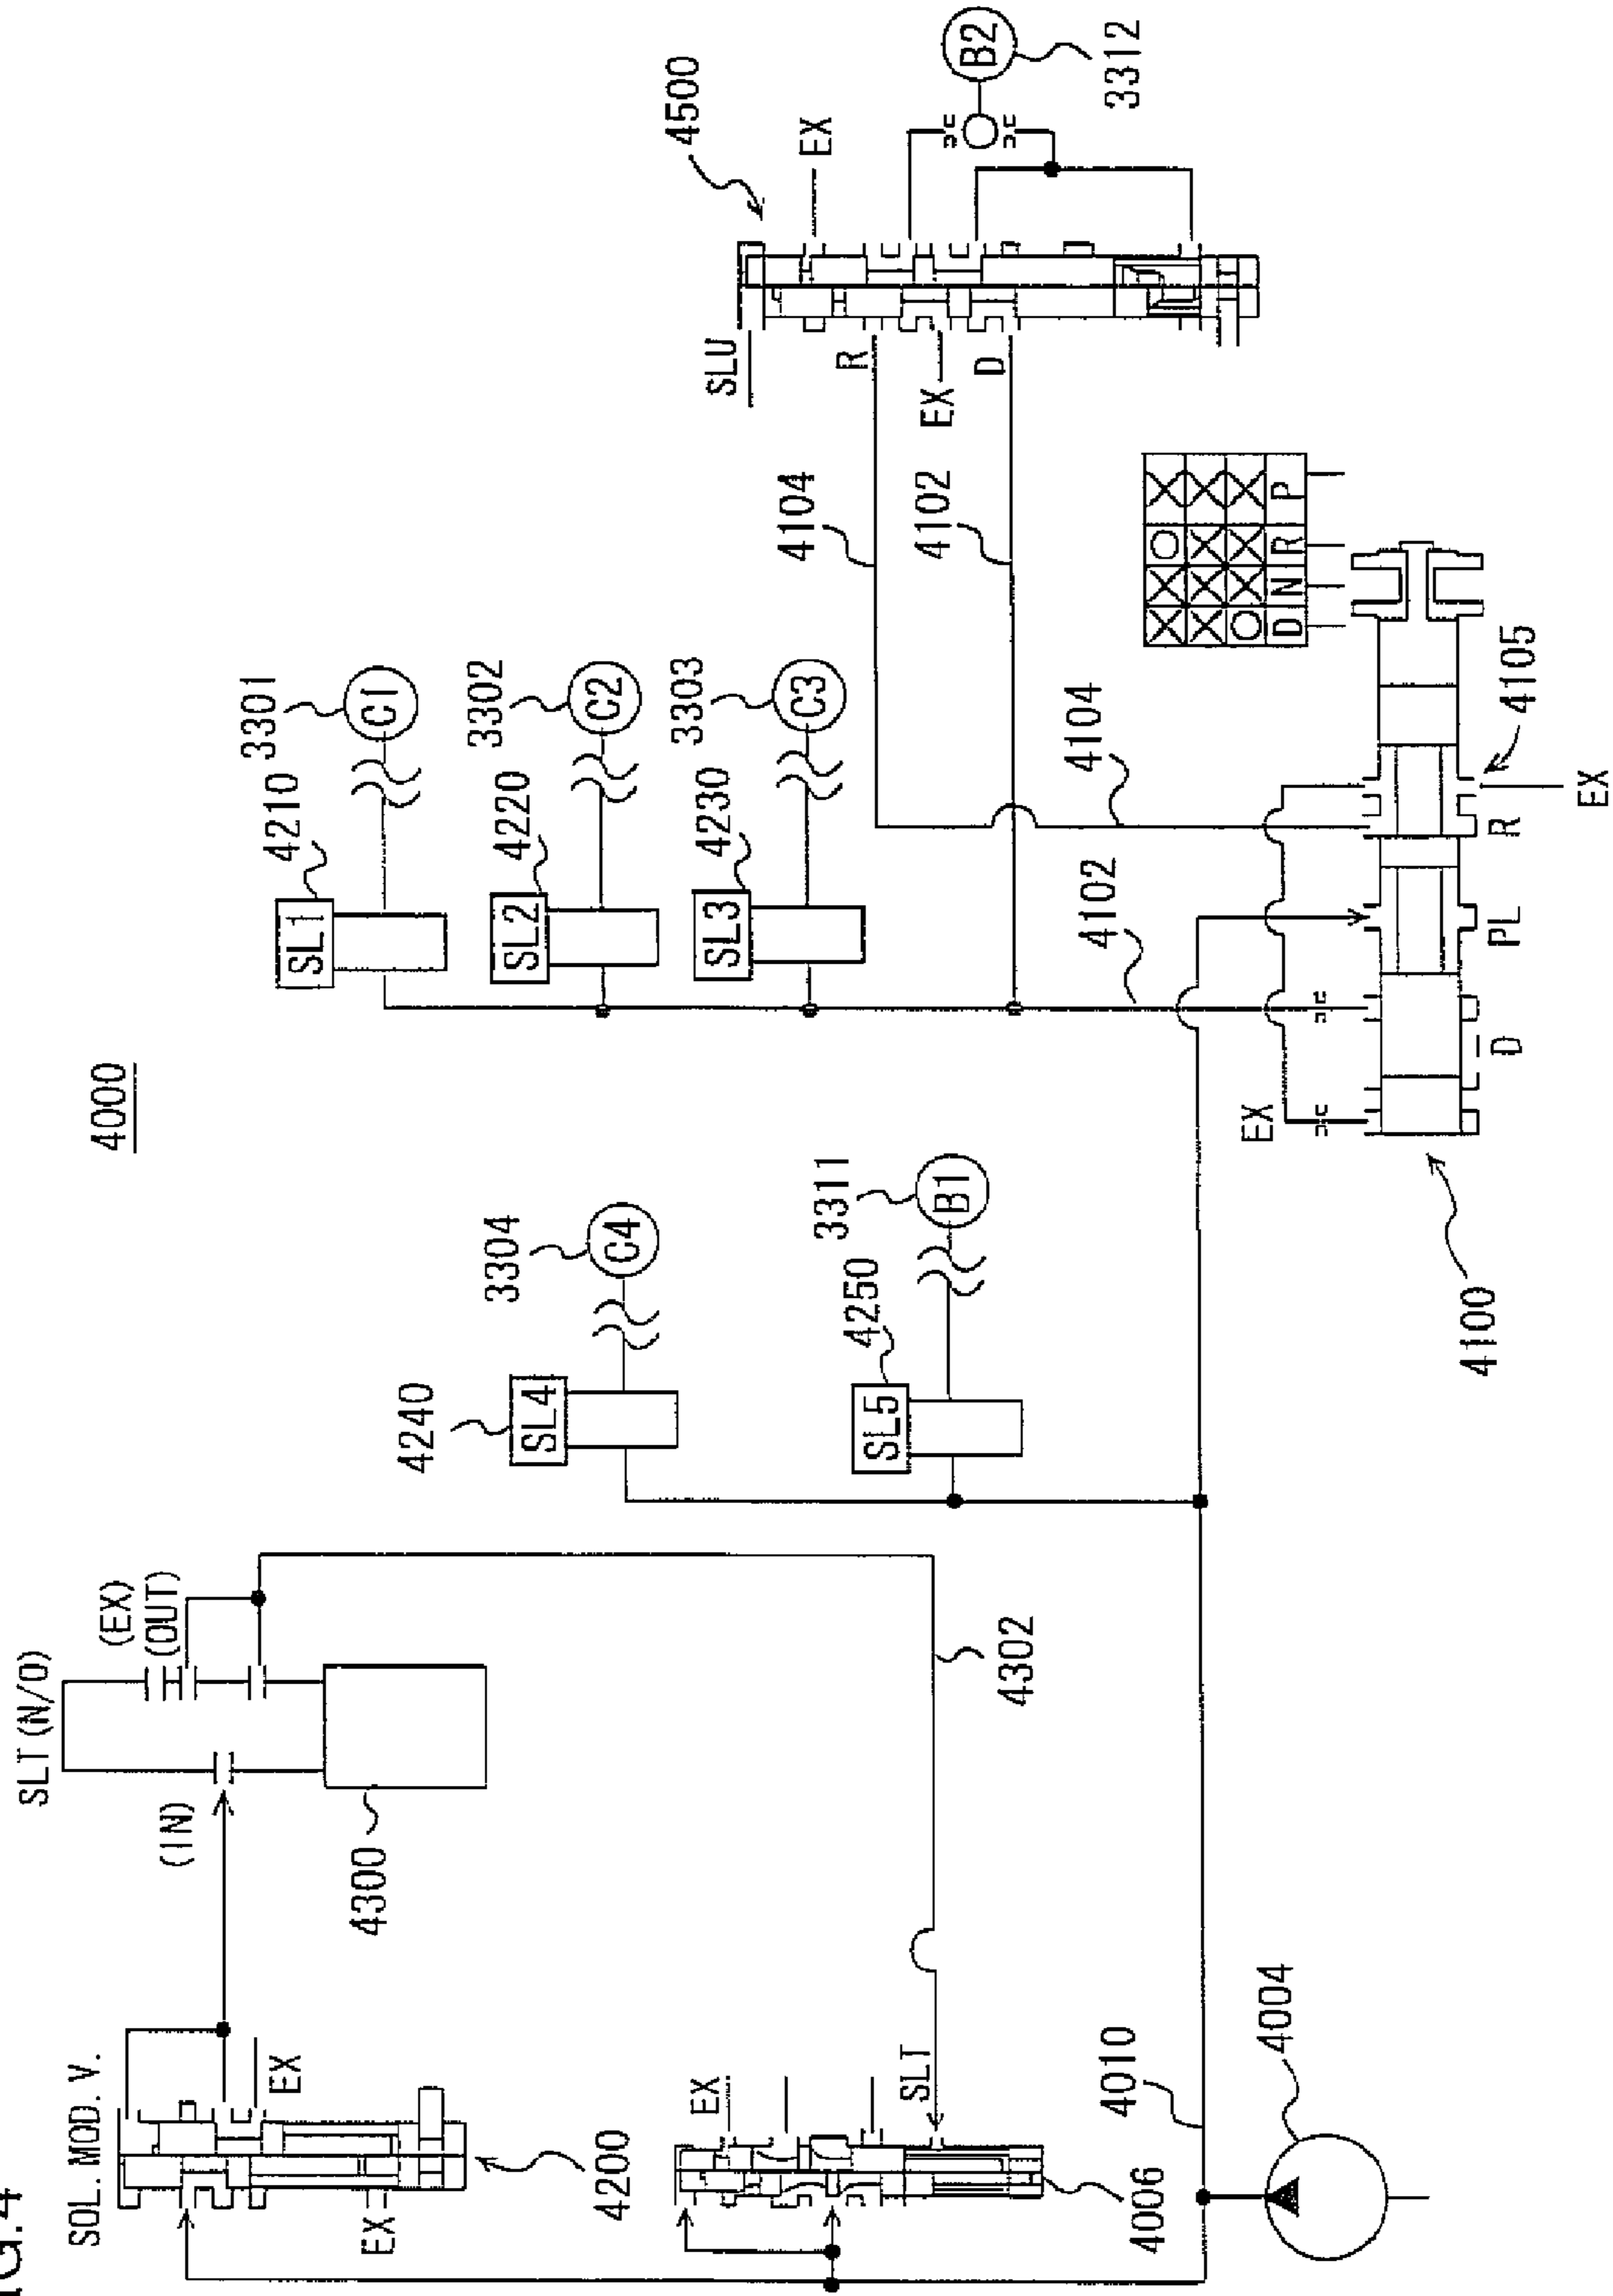 IG.4
4000
SOL. MOD. V.
EX
EX
4200
SLT(N/O)
(IN)
(EX)
(OUT)
4300
EX
SLT
4006
4302
4010
4004
4240
SL4
3304
C4
4250
SL5
3311
B1
4210
SL1
3301
C1
4220
SL2
3302
C2
4230
SL3
3303
C3
4104
4102
4104
4102
SLU
R
EX
D
4500
EX
B2
3312
D N R P
EX
D
PL
R
EX
4105
4100